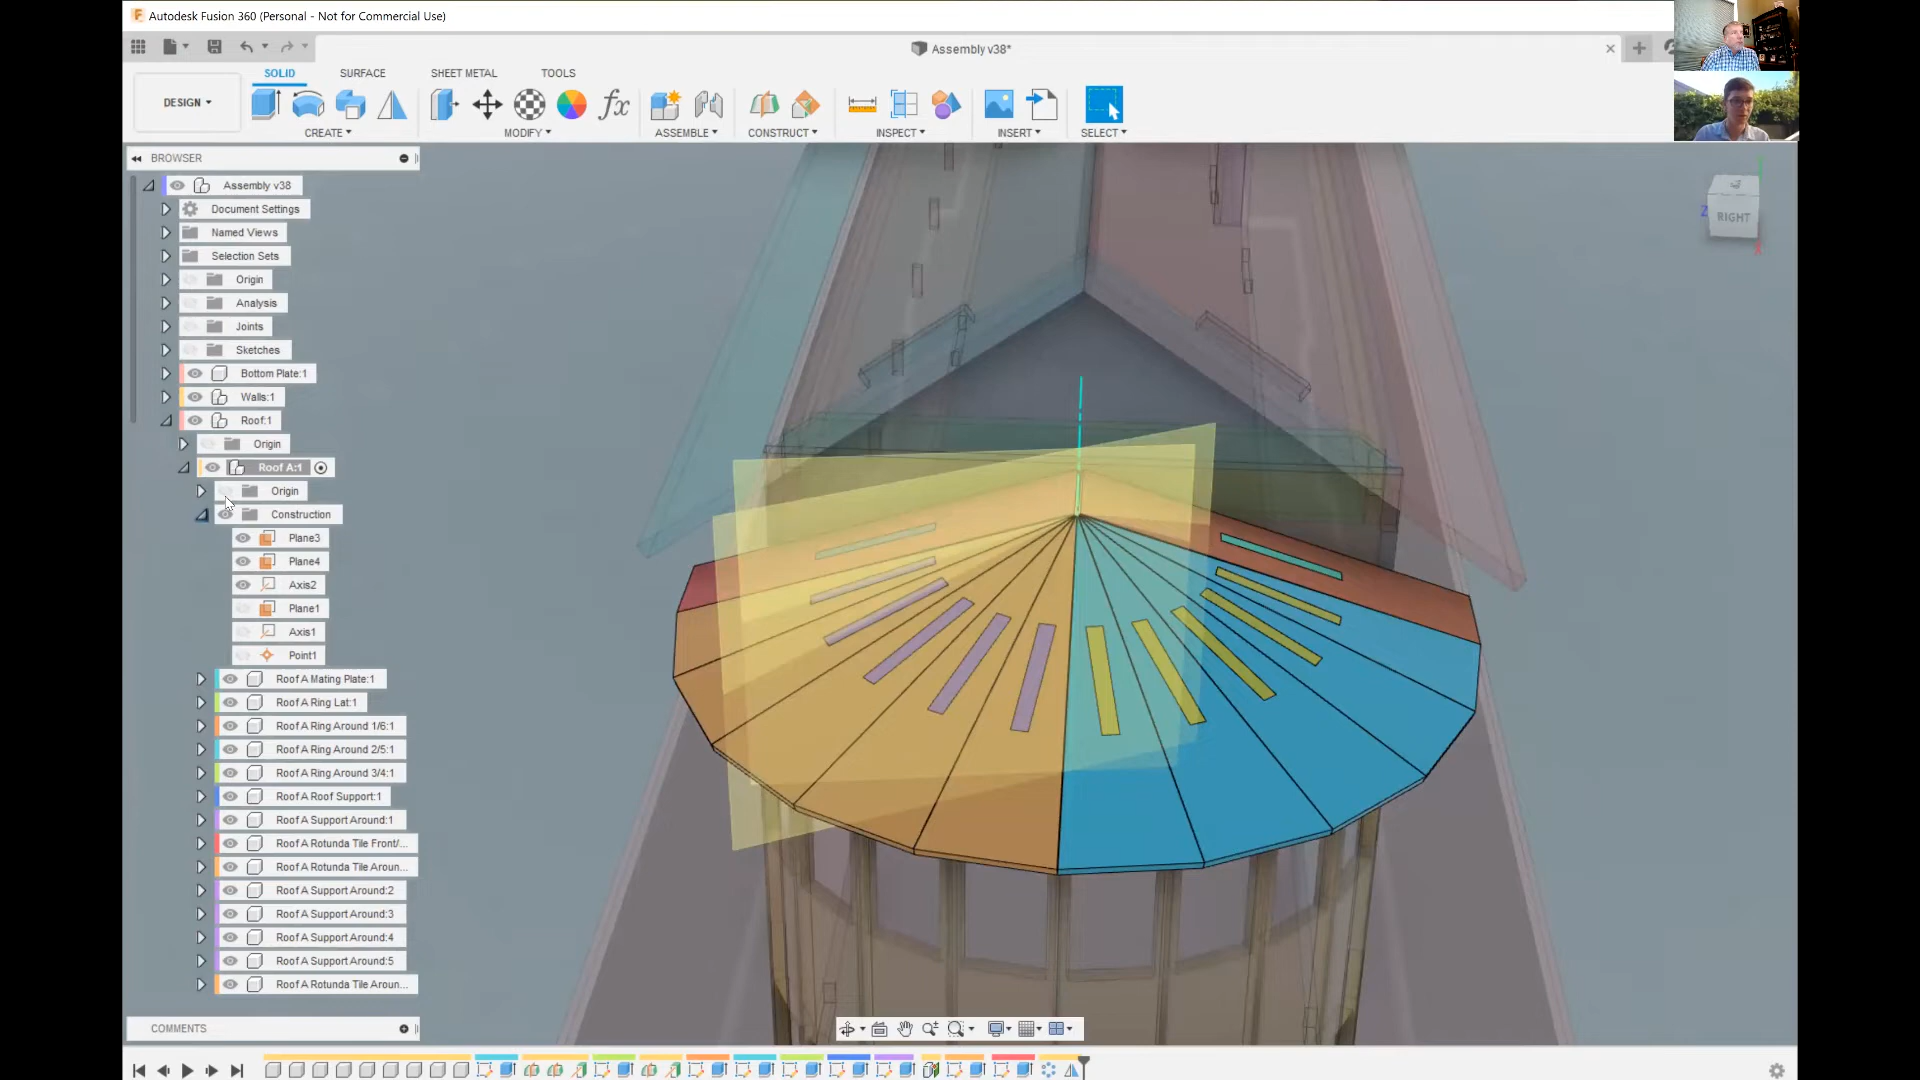 Autodesk Fusion 360 (Personal - Not for Commercial Use)
Assembly v38*
SOLID SURFACE SHEET METAL TOOLS
DESIGN
CREATE MODIFY ASSEMBLE CONSTRUCT INSPECT INSERT SELECT
BROWSER
Assembly v38
Document Settings
Named Views
Selection Sets
Origin
Analysis
Joints
Sketches
Bottom Plate:1
Walls:1
Roof:1
Origin
Roof A:1
Origin
Construction
Plane3
Plane4
Axis2
Plane1
Axis1
Point1
Roof A Mating Plate:1
Roof A Ring Lat:1
Roof A Ring Around 1/6:1
Roof A Ring Around 2/5:1
Roof A Ring Around 3/4:1
Roof A Roof Support:1
Roof A Support Around:1
Roof A Rotunda Tile Front/...
Roof A Rotunda Tile Aroun...
Roof A Support Around:2
Roof A Support Around:3
Roof A Support Around:4
Roof A Support Around:5
Roof A Rotunda Tile Aroun...
COMMENTS
fx
RIGHT
Z
X